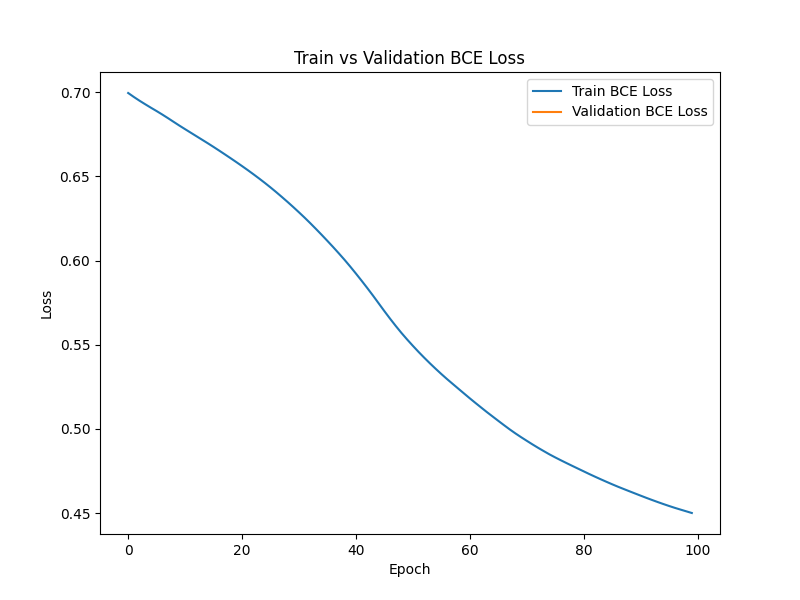 Train vs Validation BCE Loss
Train BCE Loss
Validation BCE Loss
0.70
0.65
0.60
0.55
0.50
0.45
Loss
0 20 40 60 80 100
Epoch